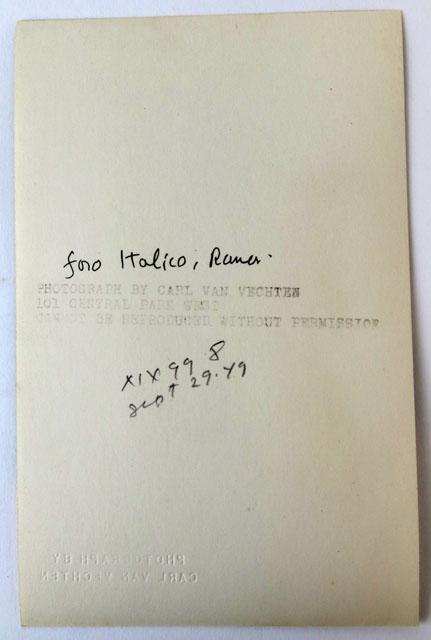 Foro Italico, Roma.
PHOTOGRAPH BY CARL VAN VECHTEN
101 CENTRAL PARK WEST
CANNOT BE REPRODUCED WITHOUT PERMISSION
XIX 99 8
Sept 29.49
PHOTOGRAPH BY
CARL VAN VECHTEN